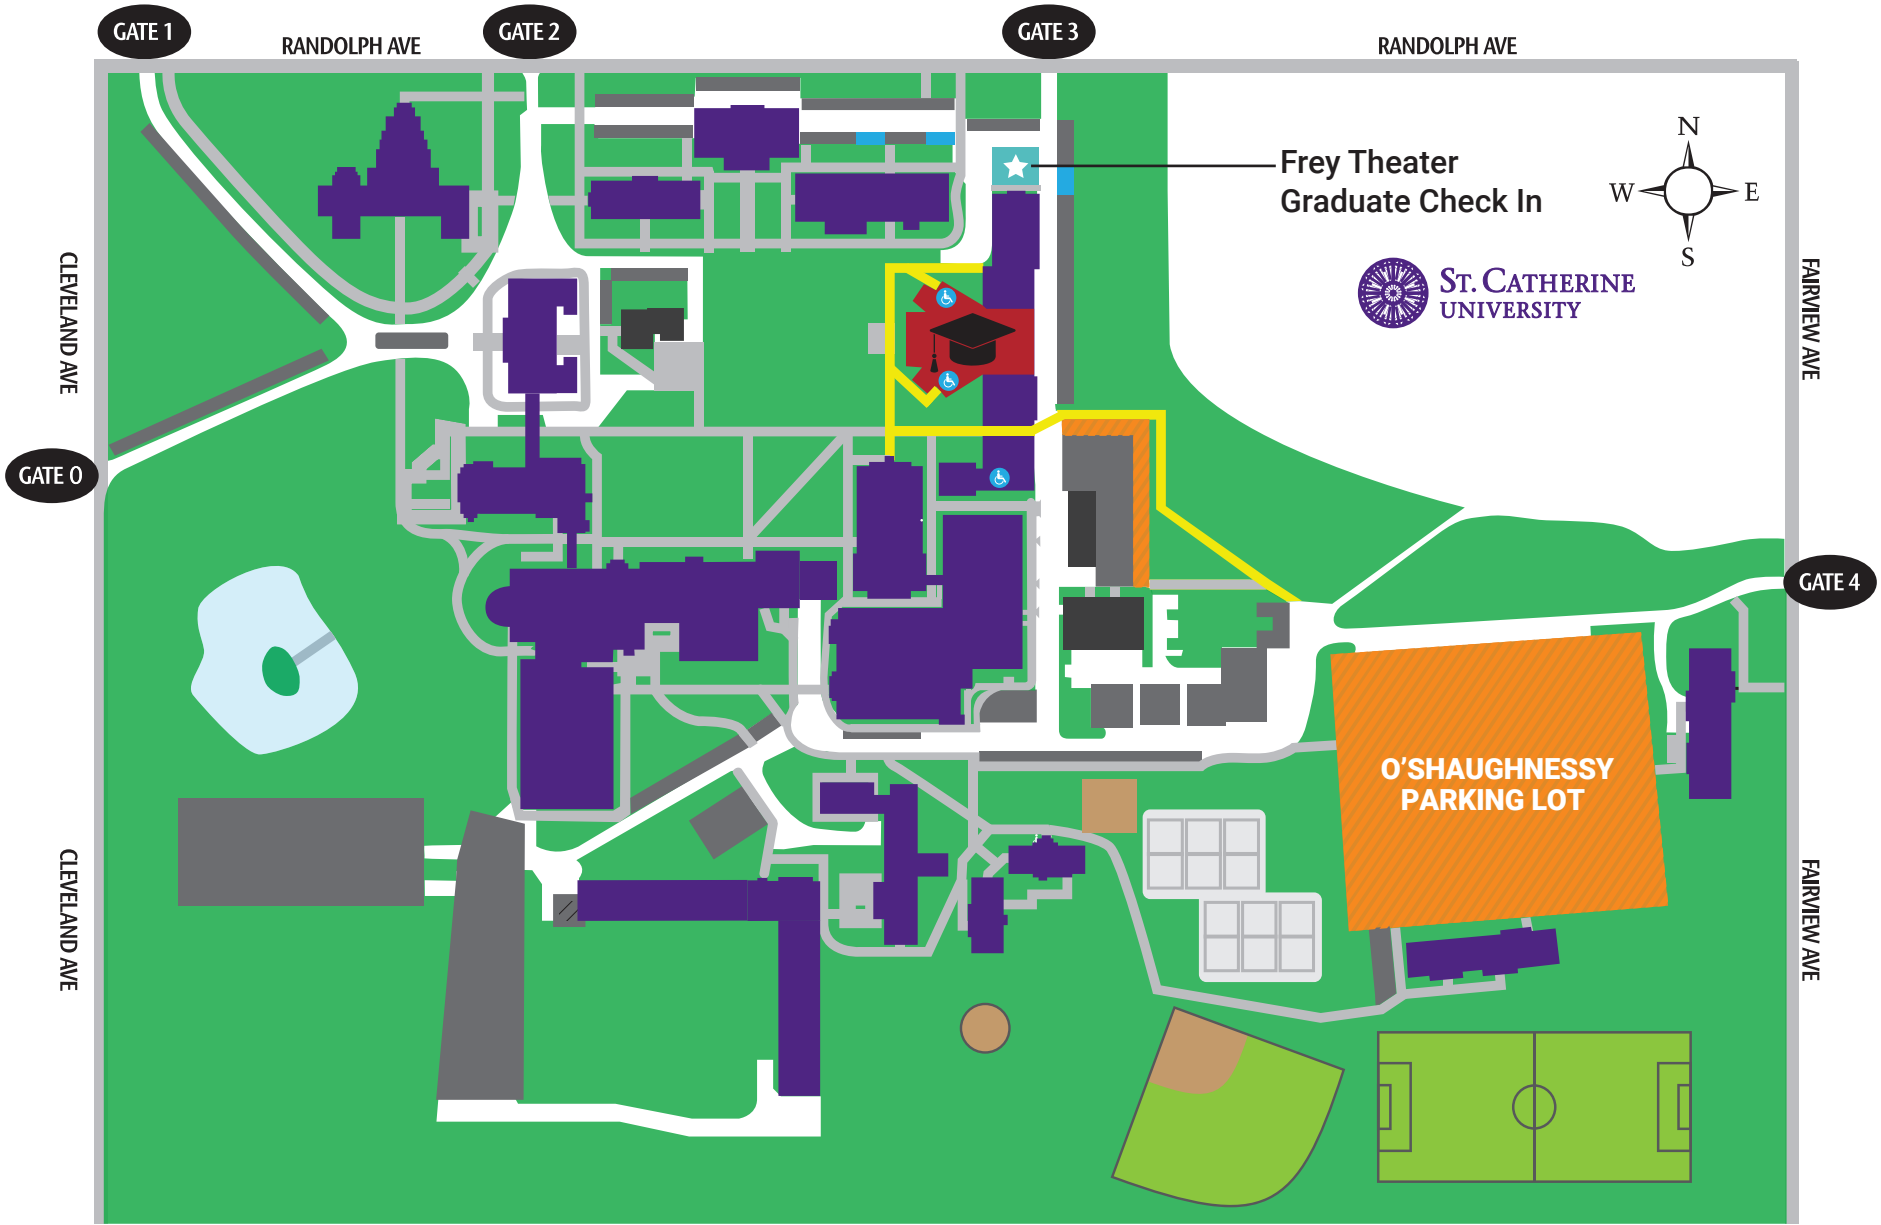 GATE 1
GATE 2
GATE 3
RANDOLPH AVE
RANDOLPH AVE
N
W
E
S
Frey Theater
Graduate Check In
CLEVELAND AVE
FAIRVIEW AVE
ST. CATHERINE
UNIVERSITY
GATE 0
GATE 4
O'SHAUGHNESSY
PARKING LOT
CLEVELAND AVE
FAIRVIEW AVE